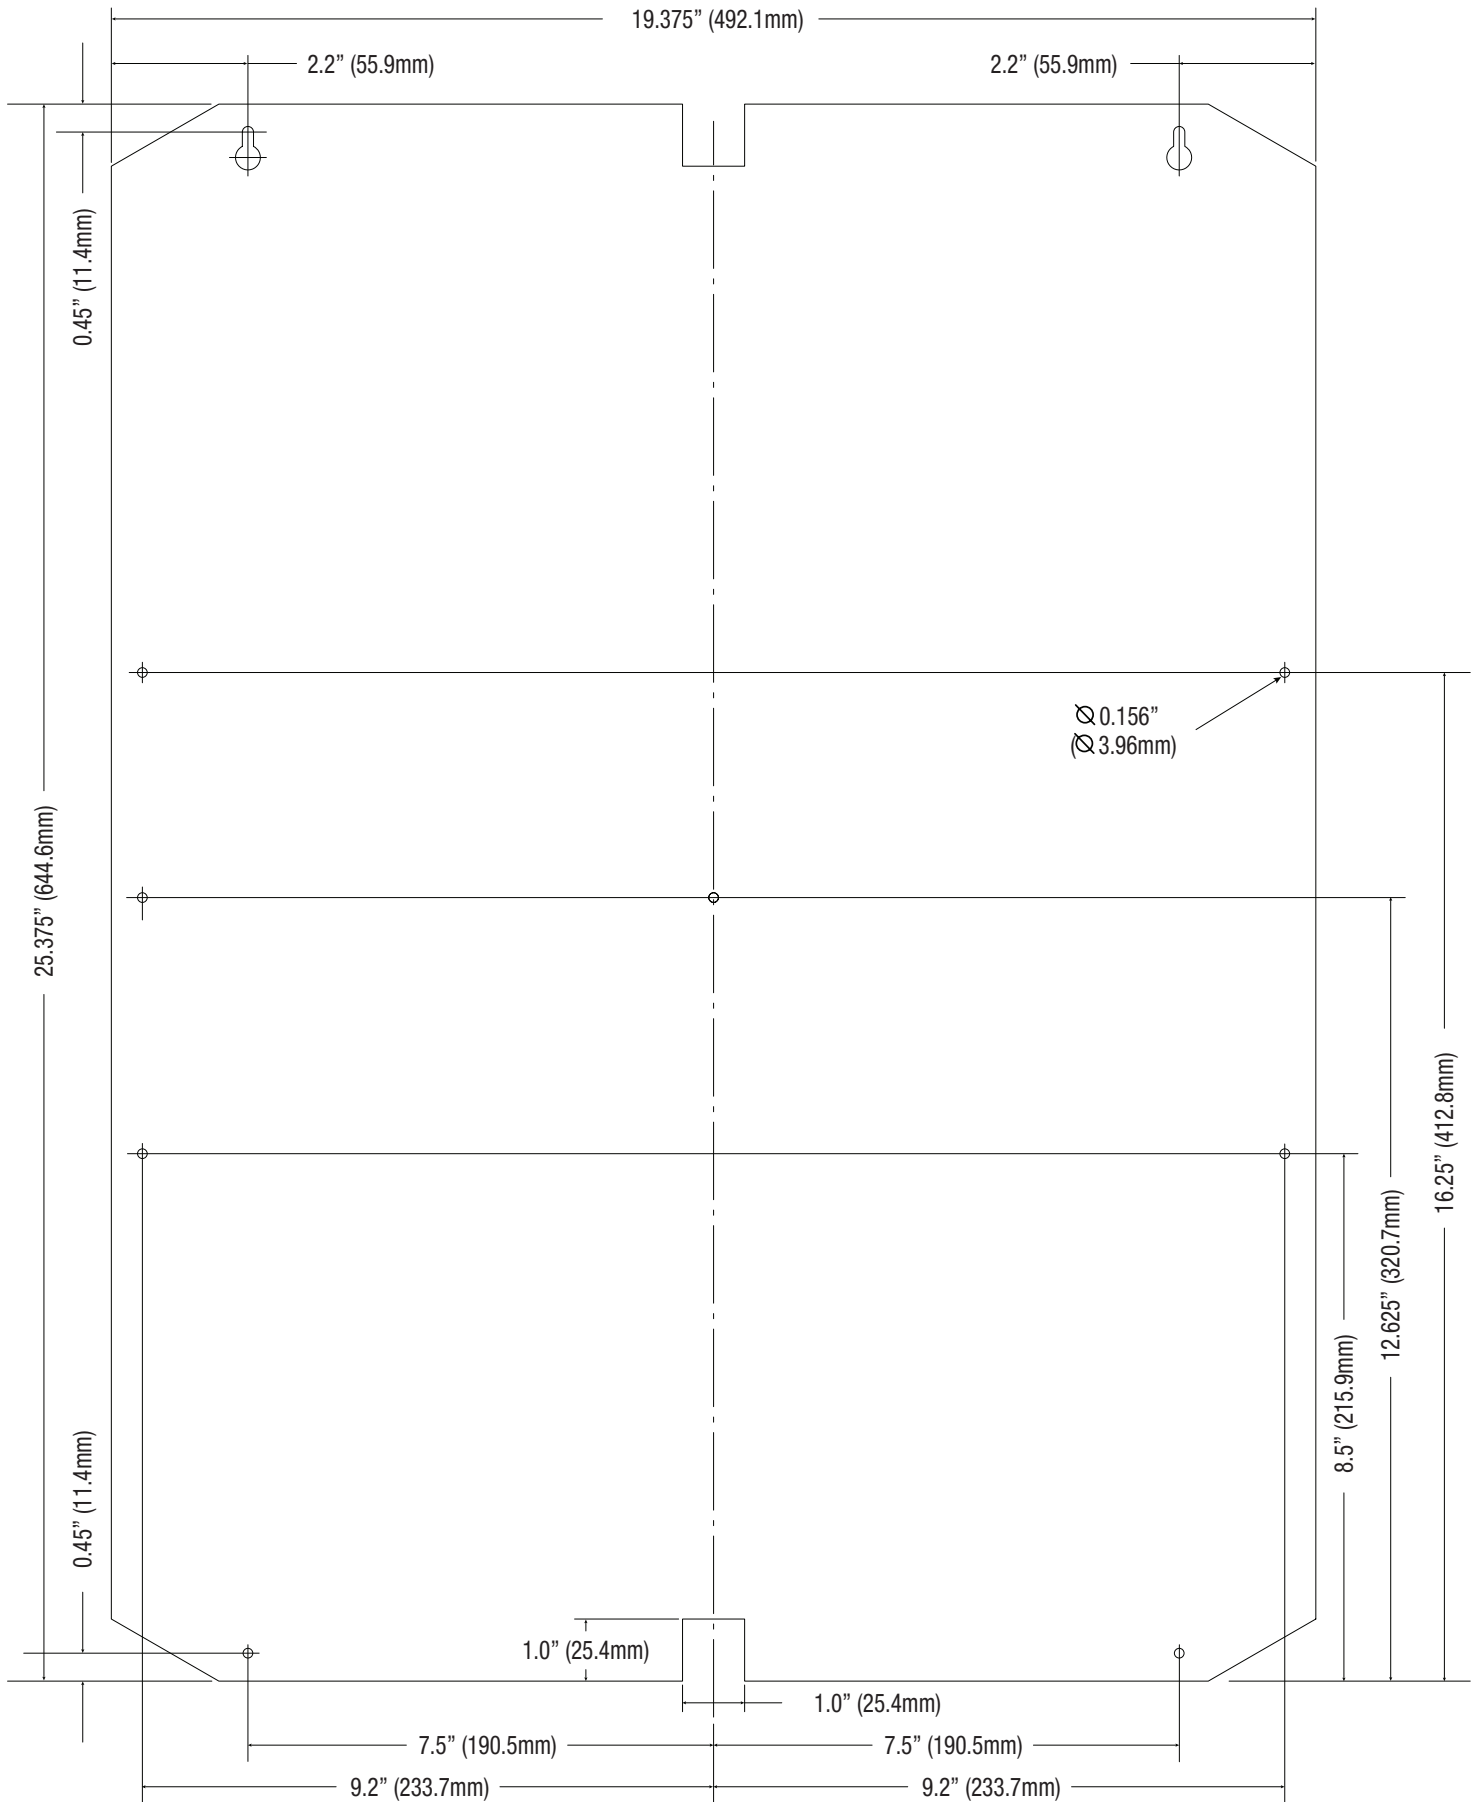 19.375” (492.1mm)
2.2” (55.9mm)
2.2” (55.9mm)
0.45” (11.4mm)
Ø 0.156”
(Ø 3.96mm)
25.375” (644.6mm)
16.25” (412.8mm)
12.625” (320.7mm)
8.5” (215.9mm)
0.45” (11.4mm)
1.0” (25.4mm)
1.0” (25.4mm)
7.5” (190.5mm)
7.5” (190.5mm)
9.2” (233.7mm)
9.2” (233.7mm)